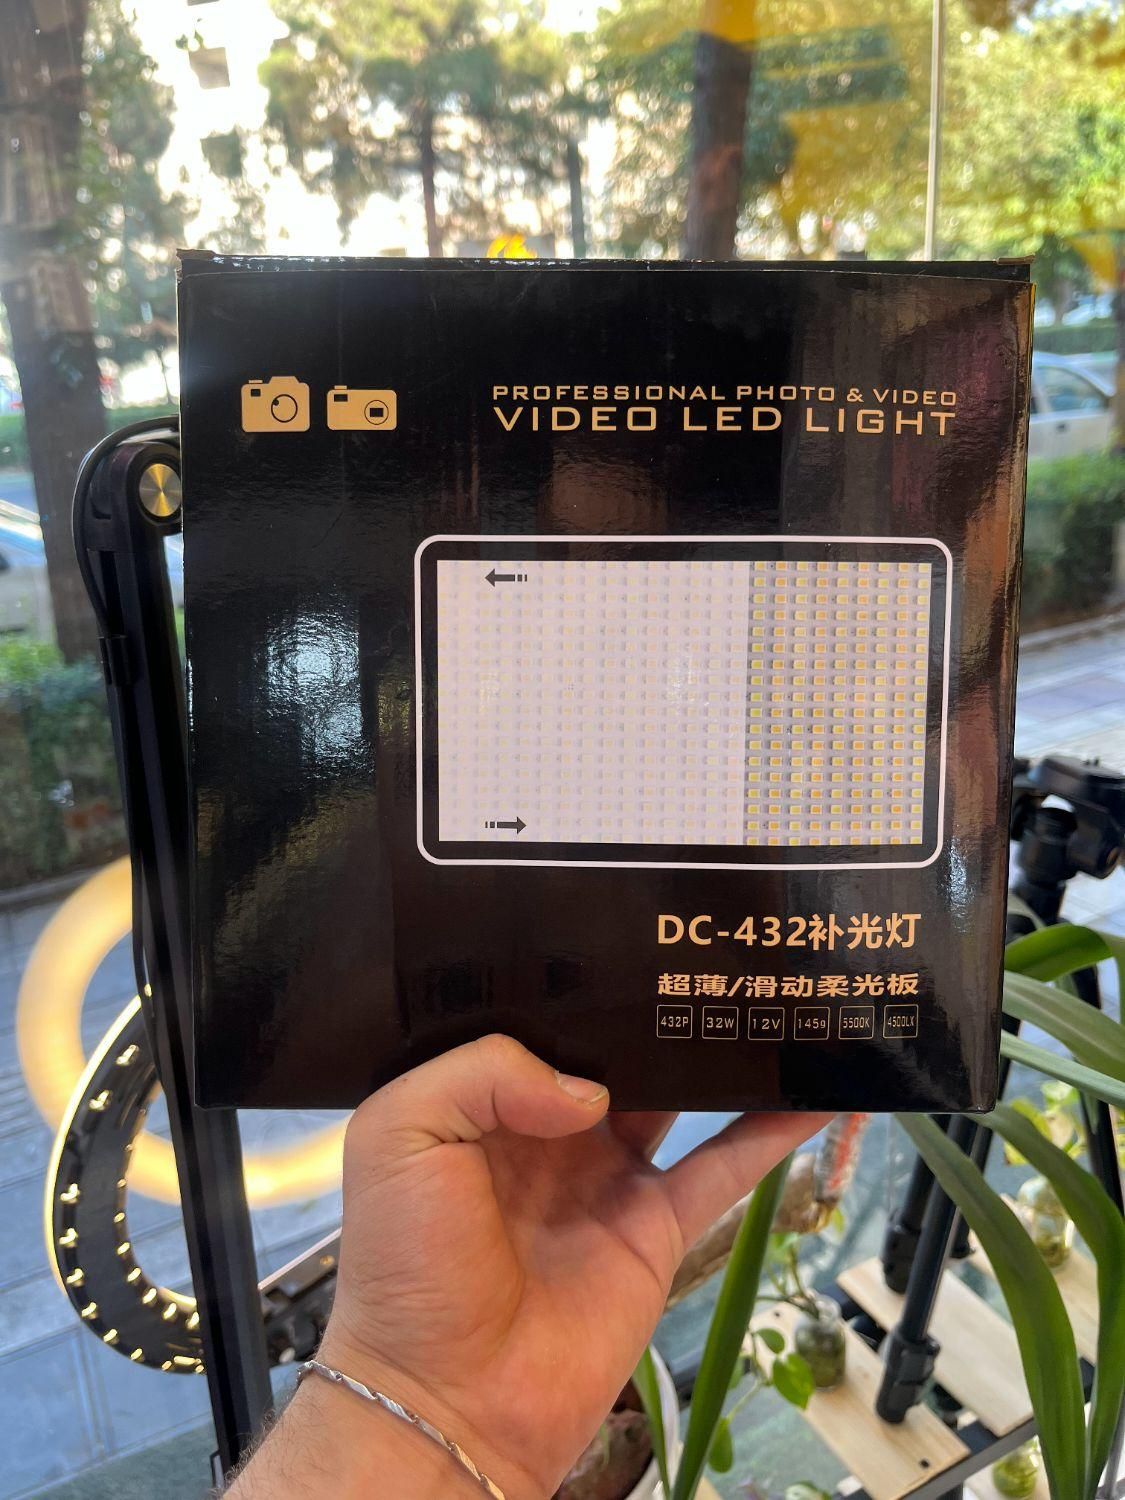 PROFESSIONAL PHOTO & VIDEO
VIDEO LED LIGHT
DC-432补光灯
超薄/滑动柔光板
432P 32W 12V 145g 5500K 4500LX